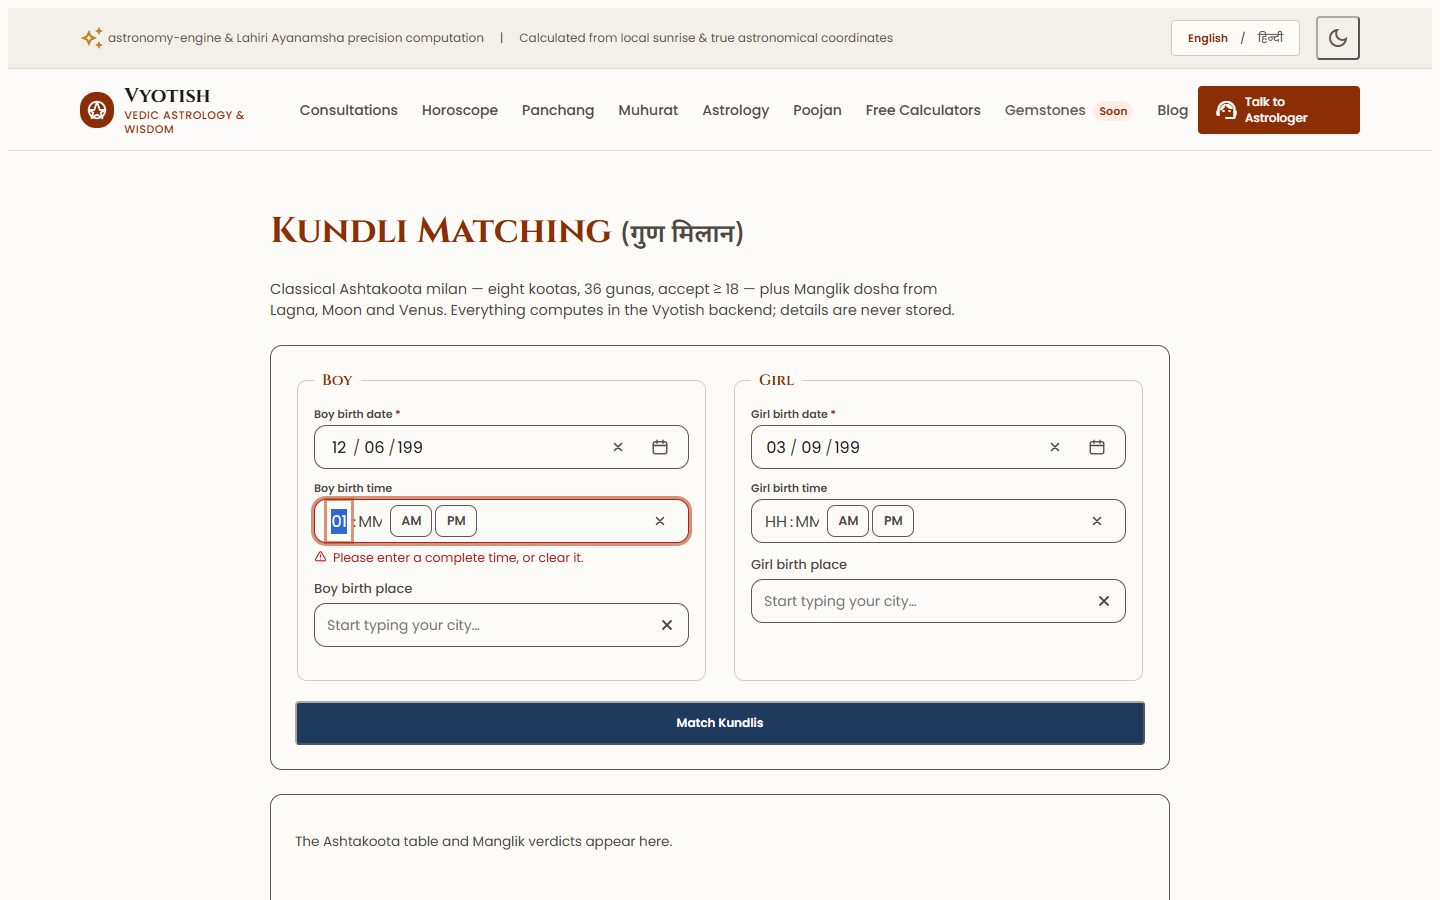 astronomy-engine & Lahiri Ayanamsha precision computation | Calculated from local sunrise & true astronomical coordinates
English / हिन्दी
Vyotish
VEDIC ASTROLOGY &
WISDOM
Consultations Horoscope Panchang Muhurat Astrology Poojan Free Calculators Gemstones Soon Blog
Talk to
Astrologer
Kundli Matching (गुण मिलान)
Classical Ashtakoota milan — eight kootas, 36 gunas, accept ≥ 18 — plus Manglik dosha from
Lagna, Moon and Venus. Everything computes in the Vyotish backend; details are never stored.
Boy
Boy birth date *
12 / 06 / 199
Boy birth time
01 : MM AM PM
Please enter a complete time, or clear it.
Boy birth place
Start typing your city…
Girl
Girl birth date *
03 / 09 / 199
Girl birth time
HH : MM AM PM
Girl birth place
Start typing your city…
Match Kundlis
The Ashtakoota table and Manglik verdicts appear here.